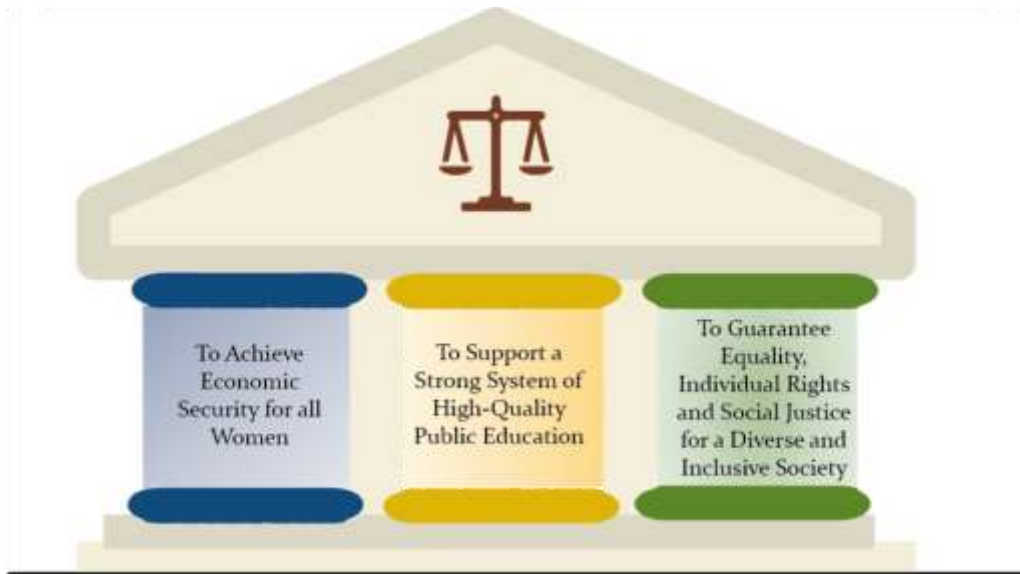 To Achieve
Economic
Security for all
Women
To Support a
Strong System of
High-Quality
Public Education
To Guarantee
Equality,
Individual Rights
and Social Justice
for a Diverse and
Inclusive Society